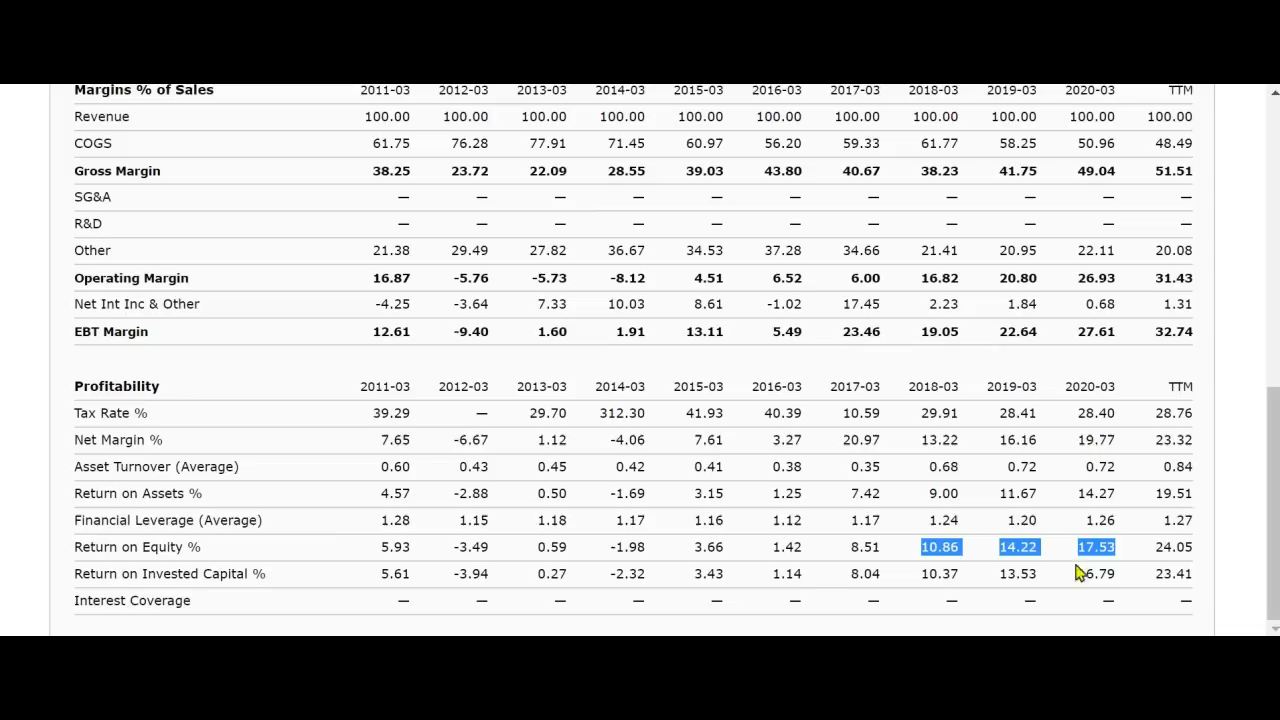 Margins % of Sales 2011-03 2012-03 2013-03 2014-03 2015-03 2016-03 2017-03 2018-03 2019-03 2020-03 TTM
Revenue 100.00 100.00 100.00 100.00 100.00 100.00 100.00 100.00 100.00 100.00 100.00
COGS 61.75 76.28 77.91 71.45 60.97 56.20 59.33 61.77 58.25 50.96 48.49
Gross Margin 38.25 23.72 22.09 28.55 39.03 43.80 40.67 38.23 41.75 49.04 51.51
SG&A — — — — — — — — — — —
R&D — — — — — — — — — — —
Other 21.38 29.49 27.82 36.67 34.53 37.28 34.66 21.41 20.95 22.11 20.08
Operating Margin 16.87 -5.76 -5.73 -8.12 4.51 6.52 6.00 16.82 20.80 26.93 31.43
Net Int Inc & Other -4.25 -3.64 7.33 10.03 8.61 -1.02 17.45 2.23 1.84 0.68 1.31
EBT Margin 12.61 -9.40 1.60 1.91 13.11 5.49 23.46 19.05 22.64 27.61 32.74
Profitability 2011-03 2012-03 2013-03 2014-03 2015-03 2016-03 2017-03 2018-03 2019-03 2020-03 TTM
Tax Rate % 39.29 — 29.70 312.30 41.93 40.39 10.59 29.91 28.41 28.40 28.76
Net Margin % 7.65 -6.67 1.12 -4.06 7.61 3.27 20.97 13.22 16.16 19.77 23.32
Asset Turnover (Average) 0.60 0.43 0.45 0.42 0.41 0.38 0.35 0.68 0.72 0.72 0.84
Return on Assets % 4.57 -2.88 0.50 -1.69 3.15 1.25 7.42 9.00 11.67 14.27 19.51
Financial Leverage (Average) 1.28 1.15 1.18 1.17 1.16 1.12 1.17 1.24 1.20 1.26 1.27
Return on Equity % 5.93 -3.49 0.59 -1.98 3.66 1.42 8.51 10.86 14.22 17.53 24.05
Return on Invested Capital % 5.61 -3.94 0.27 -2.32 3.43 1.14 8.04 10.37 13.53 6.79 23.41
Interest Coverage — — — — — — — — — — —